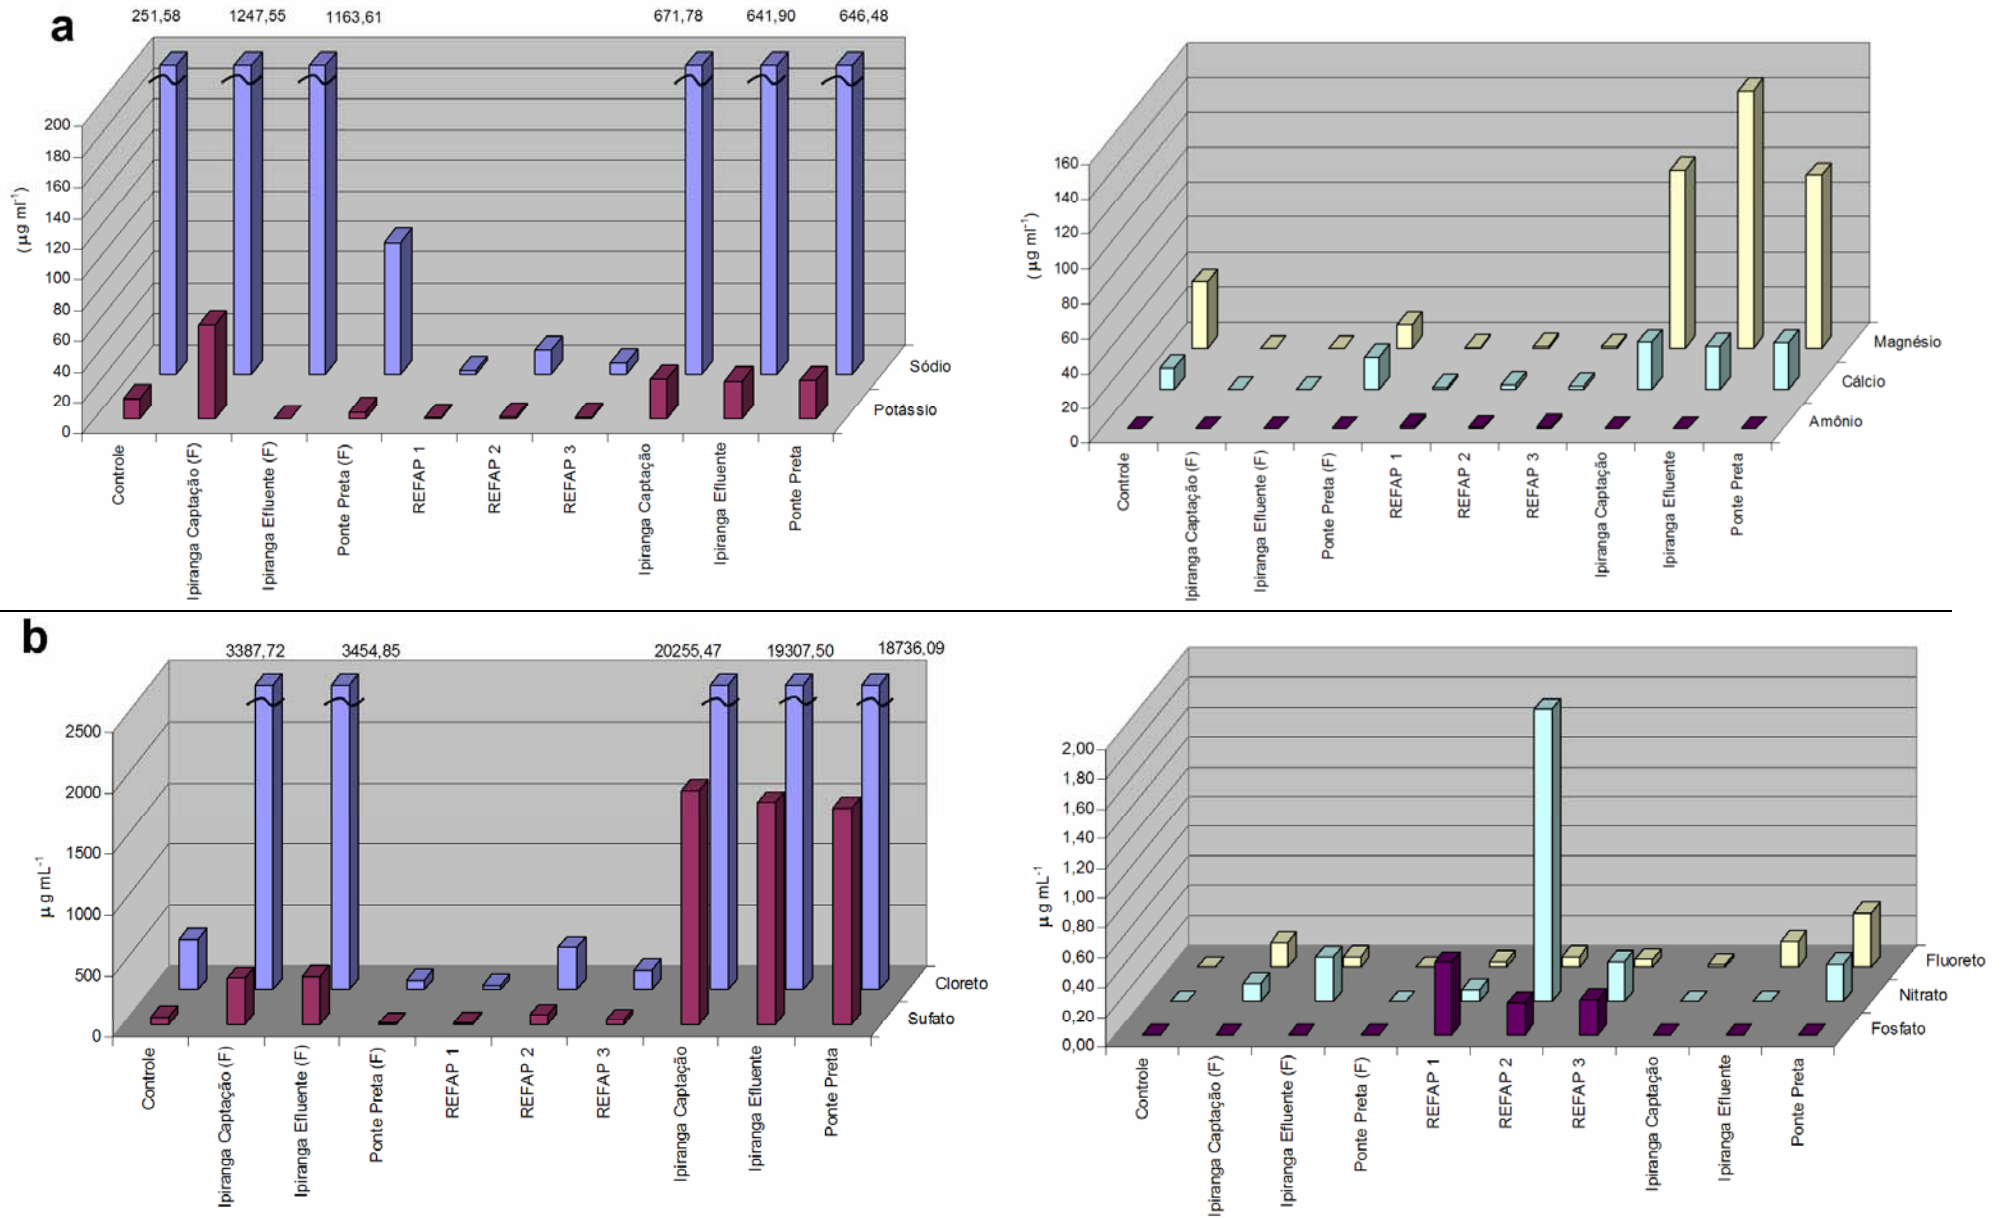 a
251,58 1247,55 1163,61 671,78 641,90 646,48
(µg ml⁻¹)
200
180
160
140
120
100
80
60
40
20
0
Sódio
Potássio
Controle
Ipiranga Captação (F)
Ipiranga Efluente (F)
Ponte Preta (F)
REFAP 1
REFAP 2
REFAP 3
Ipiranga Captação
Ipiranga Efluente
Ponte Preta
(µg ml⁻¹)
160
140
120
100
80
60
40
20
0
Magnésio
Cálcio
Amônio
Controle
Ipiranga Captação (F)
Ipiranga Efluente (F)
Ponte Preta (F)
REFAP 1
REFAP 2
REFAP 3
Ipiranga Captação
Ipiranga Efluente
Ponte Preta
b
3387,72 3454,85 20255,47 19307,50 18736,09
µg mL⁻¹
2500
2000
1500
1000
500
0
Cloreto
Sufato
Controle
Ipiranga Captação (F)
Ipiranga Efluente (F)
Ponte Preta (F)
REFAP 1
REFAP 2
REFAP 3
Ipiranga Captação
Ipiranga Efluente
Ponte Preta
µg mL⁻¹
2,00
1,80
1,60
1,40
1,20
1,00
0,80
0,60
0,40
0,20
0,00
Fluoreto
Nitrato
Fosfato
Controle
Ipiranga Captação (F)
Ipiranga Efluente (F)
Ponte Preta (F)
REFAP 1
REFAP 2
REFAP 3
Ipiranga Captação
Ipiranga Efluente
Ponte Preta